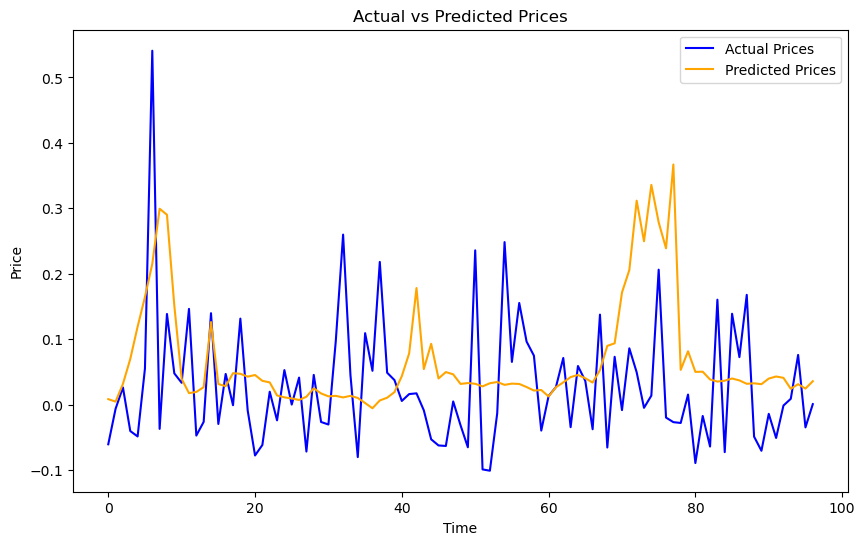 Actual vs Predicted Prices
Actual Prices
Predicted Prices
Price
0.5
0.4
0.3
0.2
0.1
0.0
−0.1
0 20 40 60 80 100
Time